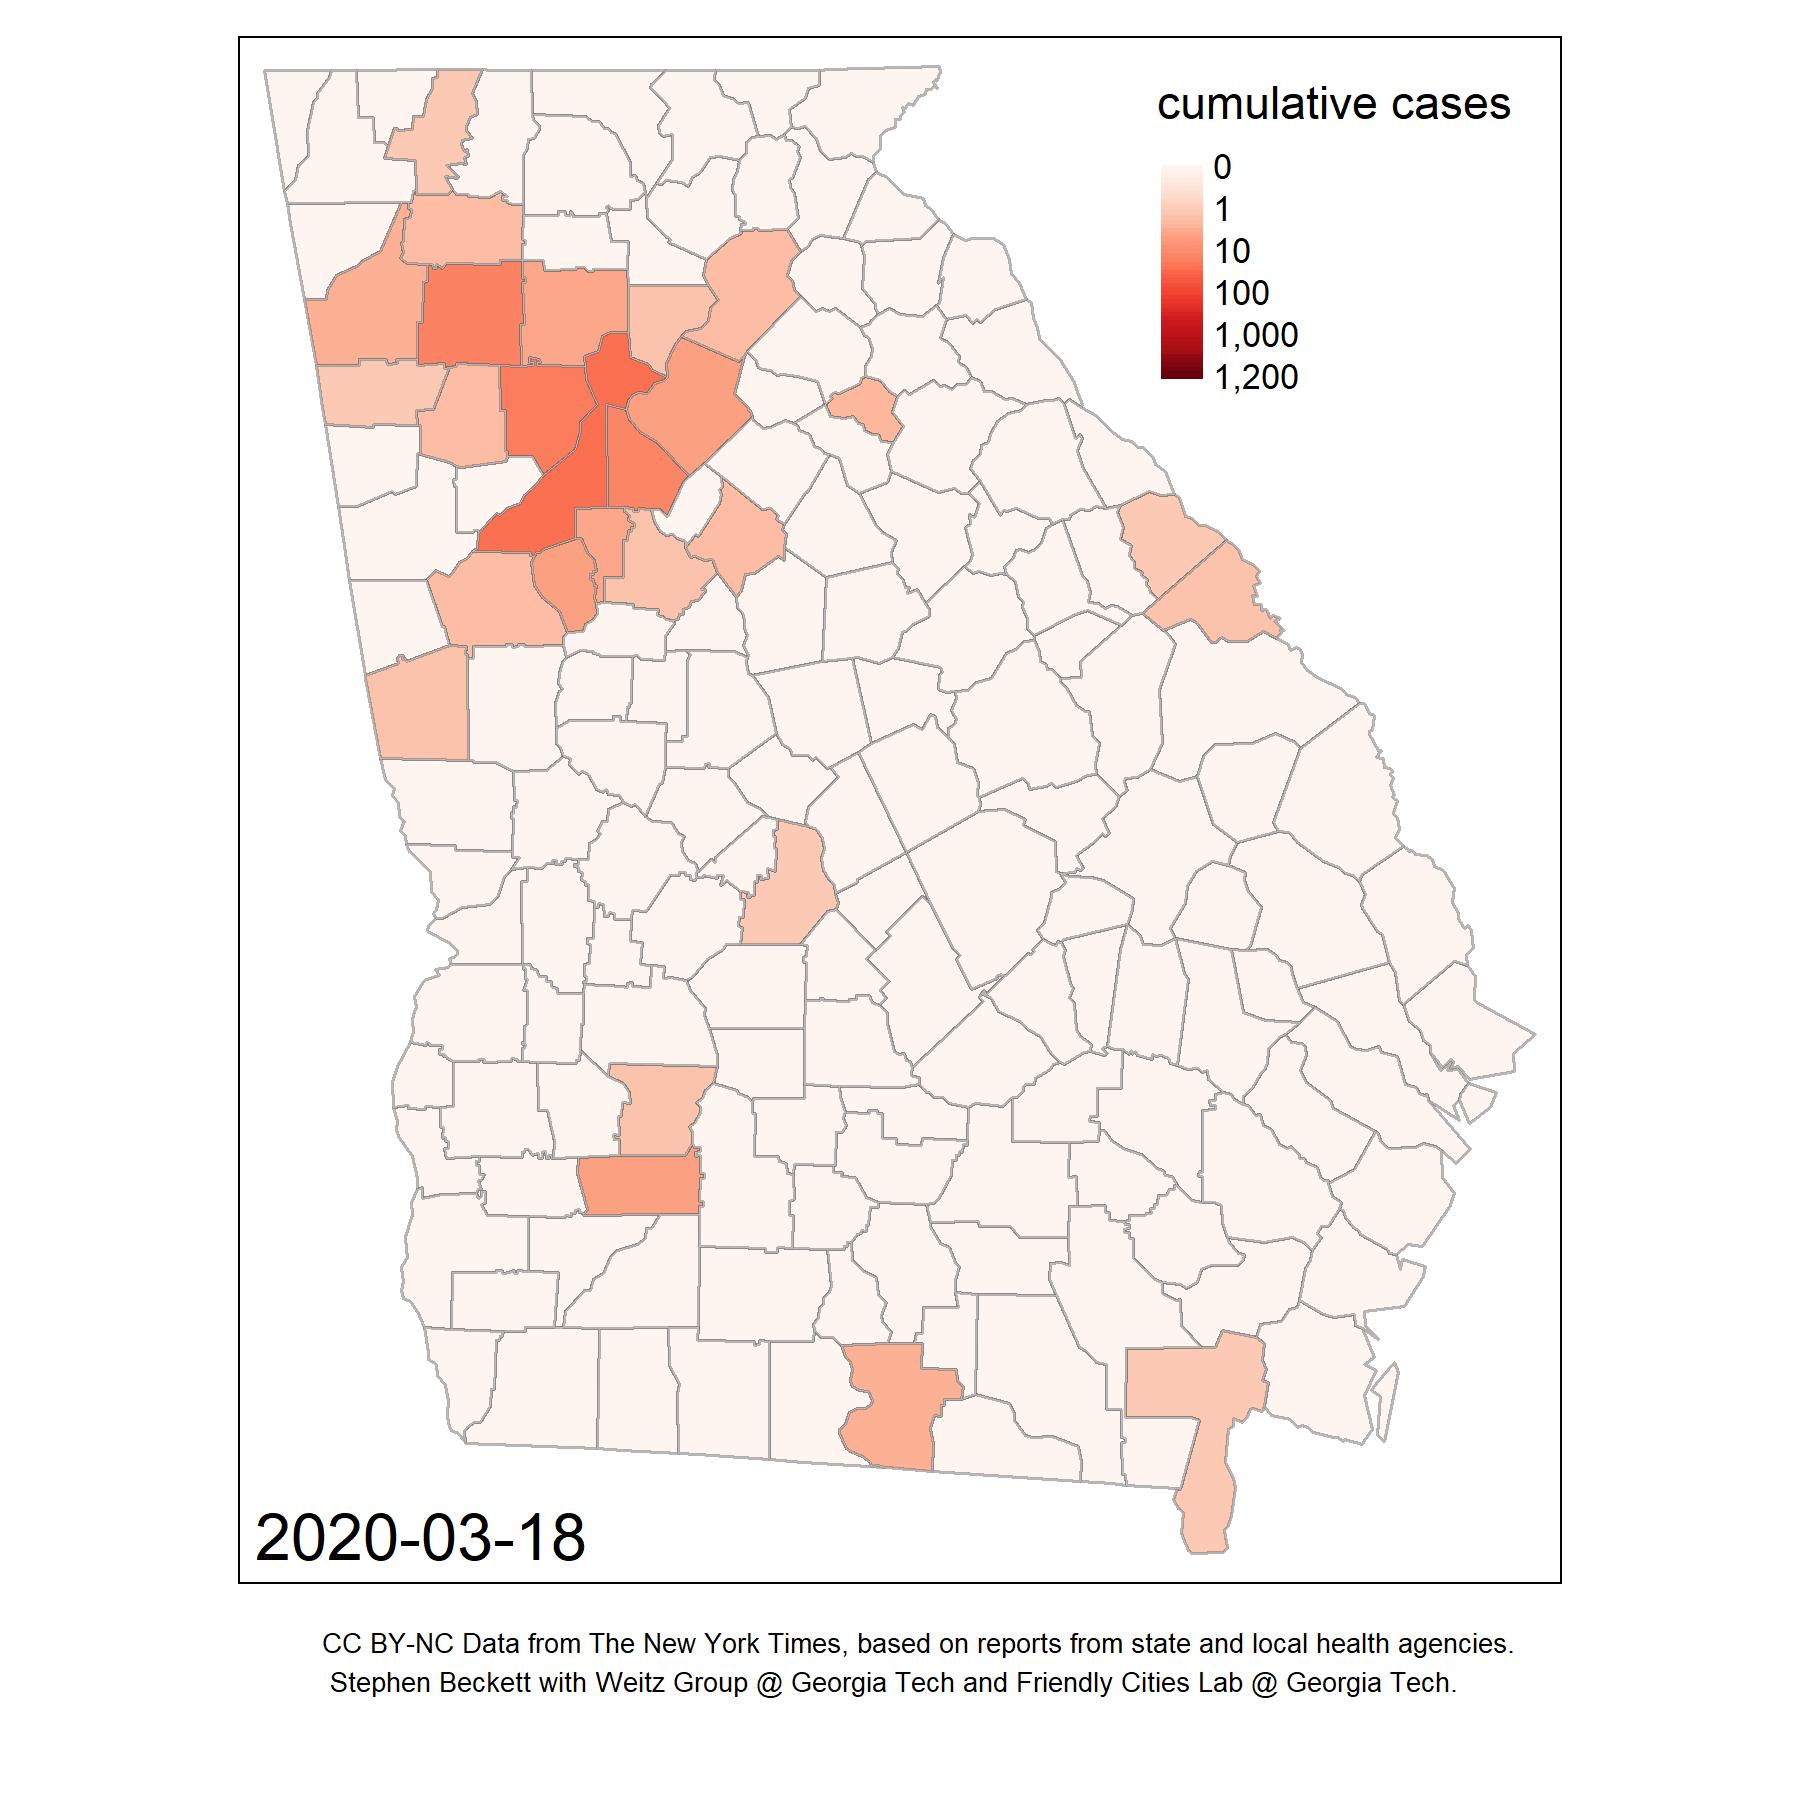 cumulative cases
0
1
10
100
1,000
1,200
2020-03-18
CC BY-NC Data from The New York Times, based on reports from state and local health agencies.
Stephen Beckett with Weitz Group @ Georgia Tech and Friendly Cities Lab @ Georgia Tech.